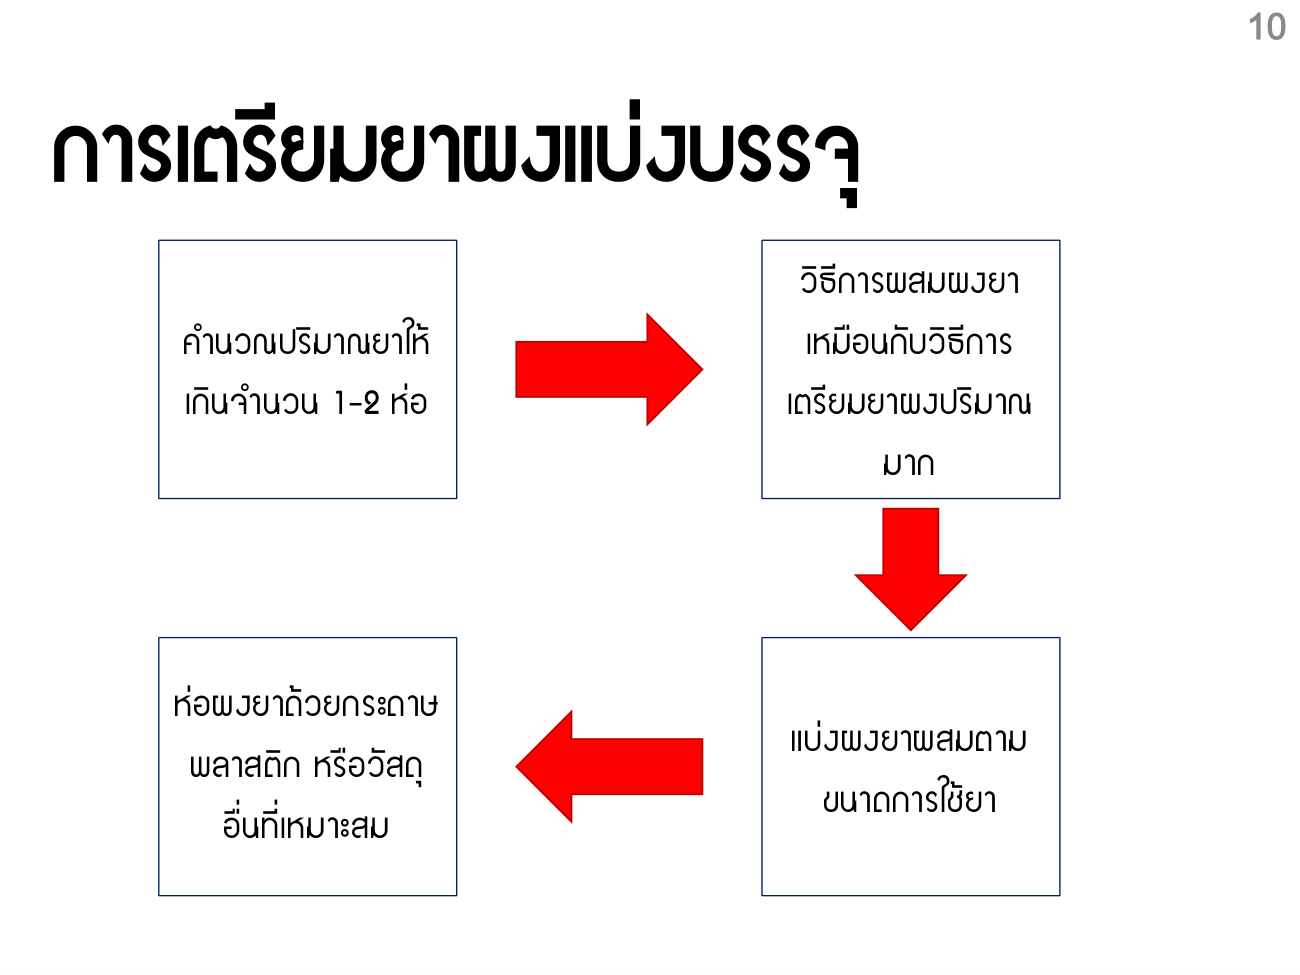 10
การเตรียมยาผงแบ่งบรรจุ
คำนวณปริมาณยาให้
เกินจำนวน 1-2 ห่อ
วิธีการผสมผงยา
เหมือนกับวิธีการ
เตรียมยาผงปริมาณ
มาก
แบ่งผงยาผสมตาม
ขนาดการใช้ยา
ห่อผงยาด้วยกระดาษ
พลาสติก หรือวัสดุ
อื่นที่เหมาะสม